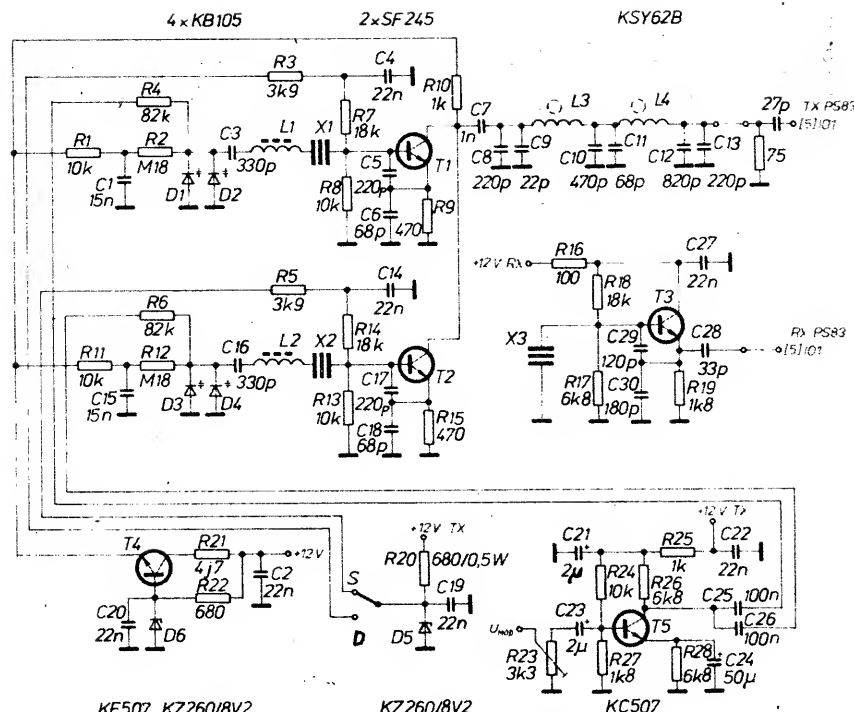 4xKB105 2xSF245 KSY62B
R3 3k9
C4 22n
R4 82k
R10 1k
R7 18k
C7 1n
L3 L4
27p TX PS83 [5]IO1
R1 10k
R2 M18
C3 330p
L1
X1
T1
C8 220p
C9 22p
C10 470p
C11 68p
C12 820p
C13 220p
75
C1 15n
D1 D2
R8 10k
C5 220p
C6 68p
R9 470
+12V RX
R16 100
C27 22n
R18 18k
T3
R5 3k9
C14 22n
R6 82k
R14 18k
X3
C29 120p
C28 33p
RX PS83 [5]IO1
R11 10k
R12 M18
C16 330p
L2
X2
T2
R17 6k8
C30 180p
R19 1k8
C15 15n
D3 D4
R13 10k
C17 220p
C18 68p
R15 470
T4
R21 4j7
+12V
+12V TX
R20 680/0,5W
C21 2µ
+12V TX
R25 1k
C22 22n
R22 680
C2 22n
S
D
C19 22n
R24 10k
R26 6k8
C25 100n
C26 100n
C20 22n
D6
D5
UMOD
C23 2µ
T5
R23 3k3
R27 1k8
R28 6k8
C24 50µ
KF507 KZ260/8V2 KZ260/8V2 KC507